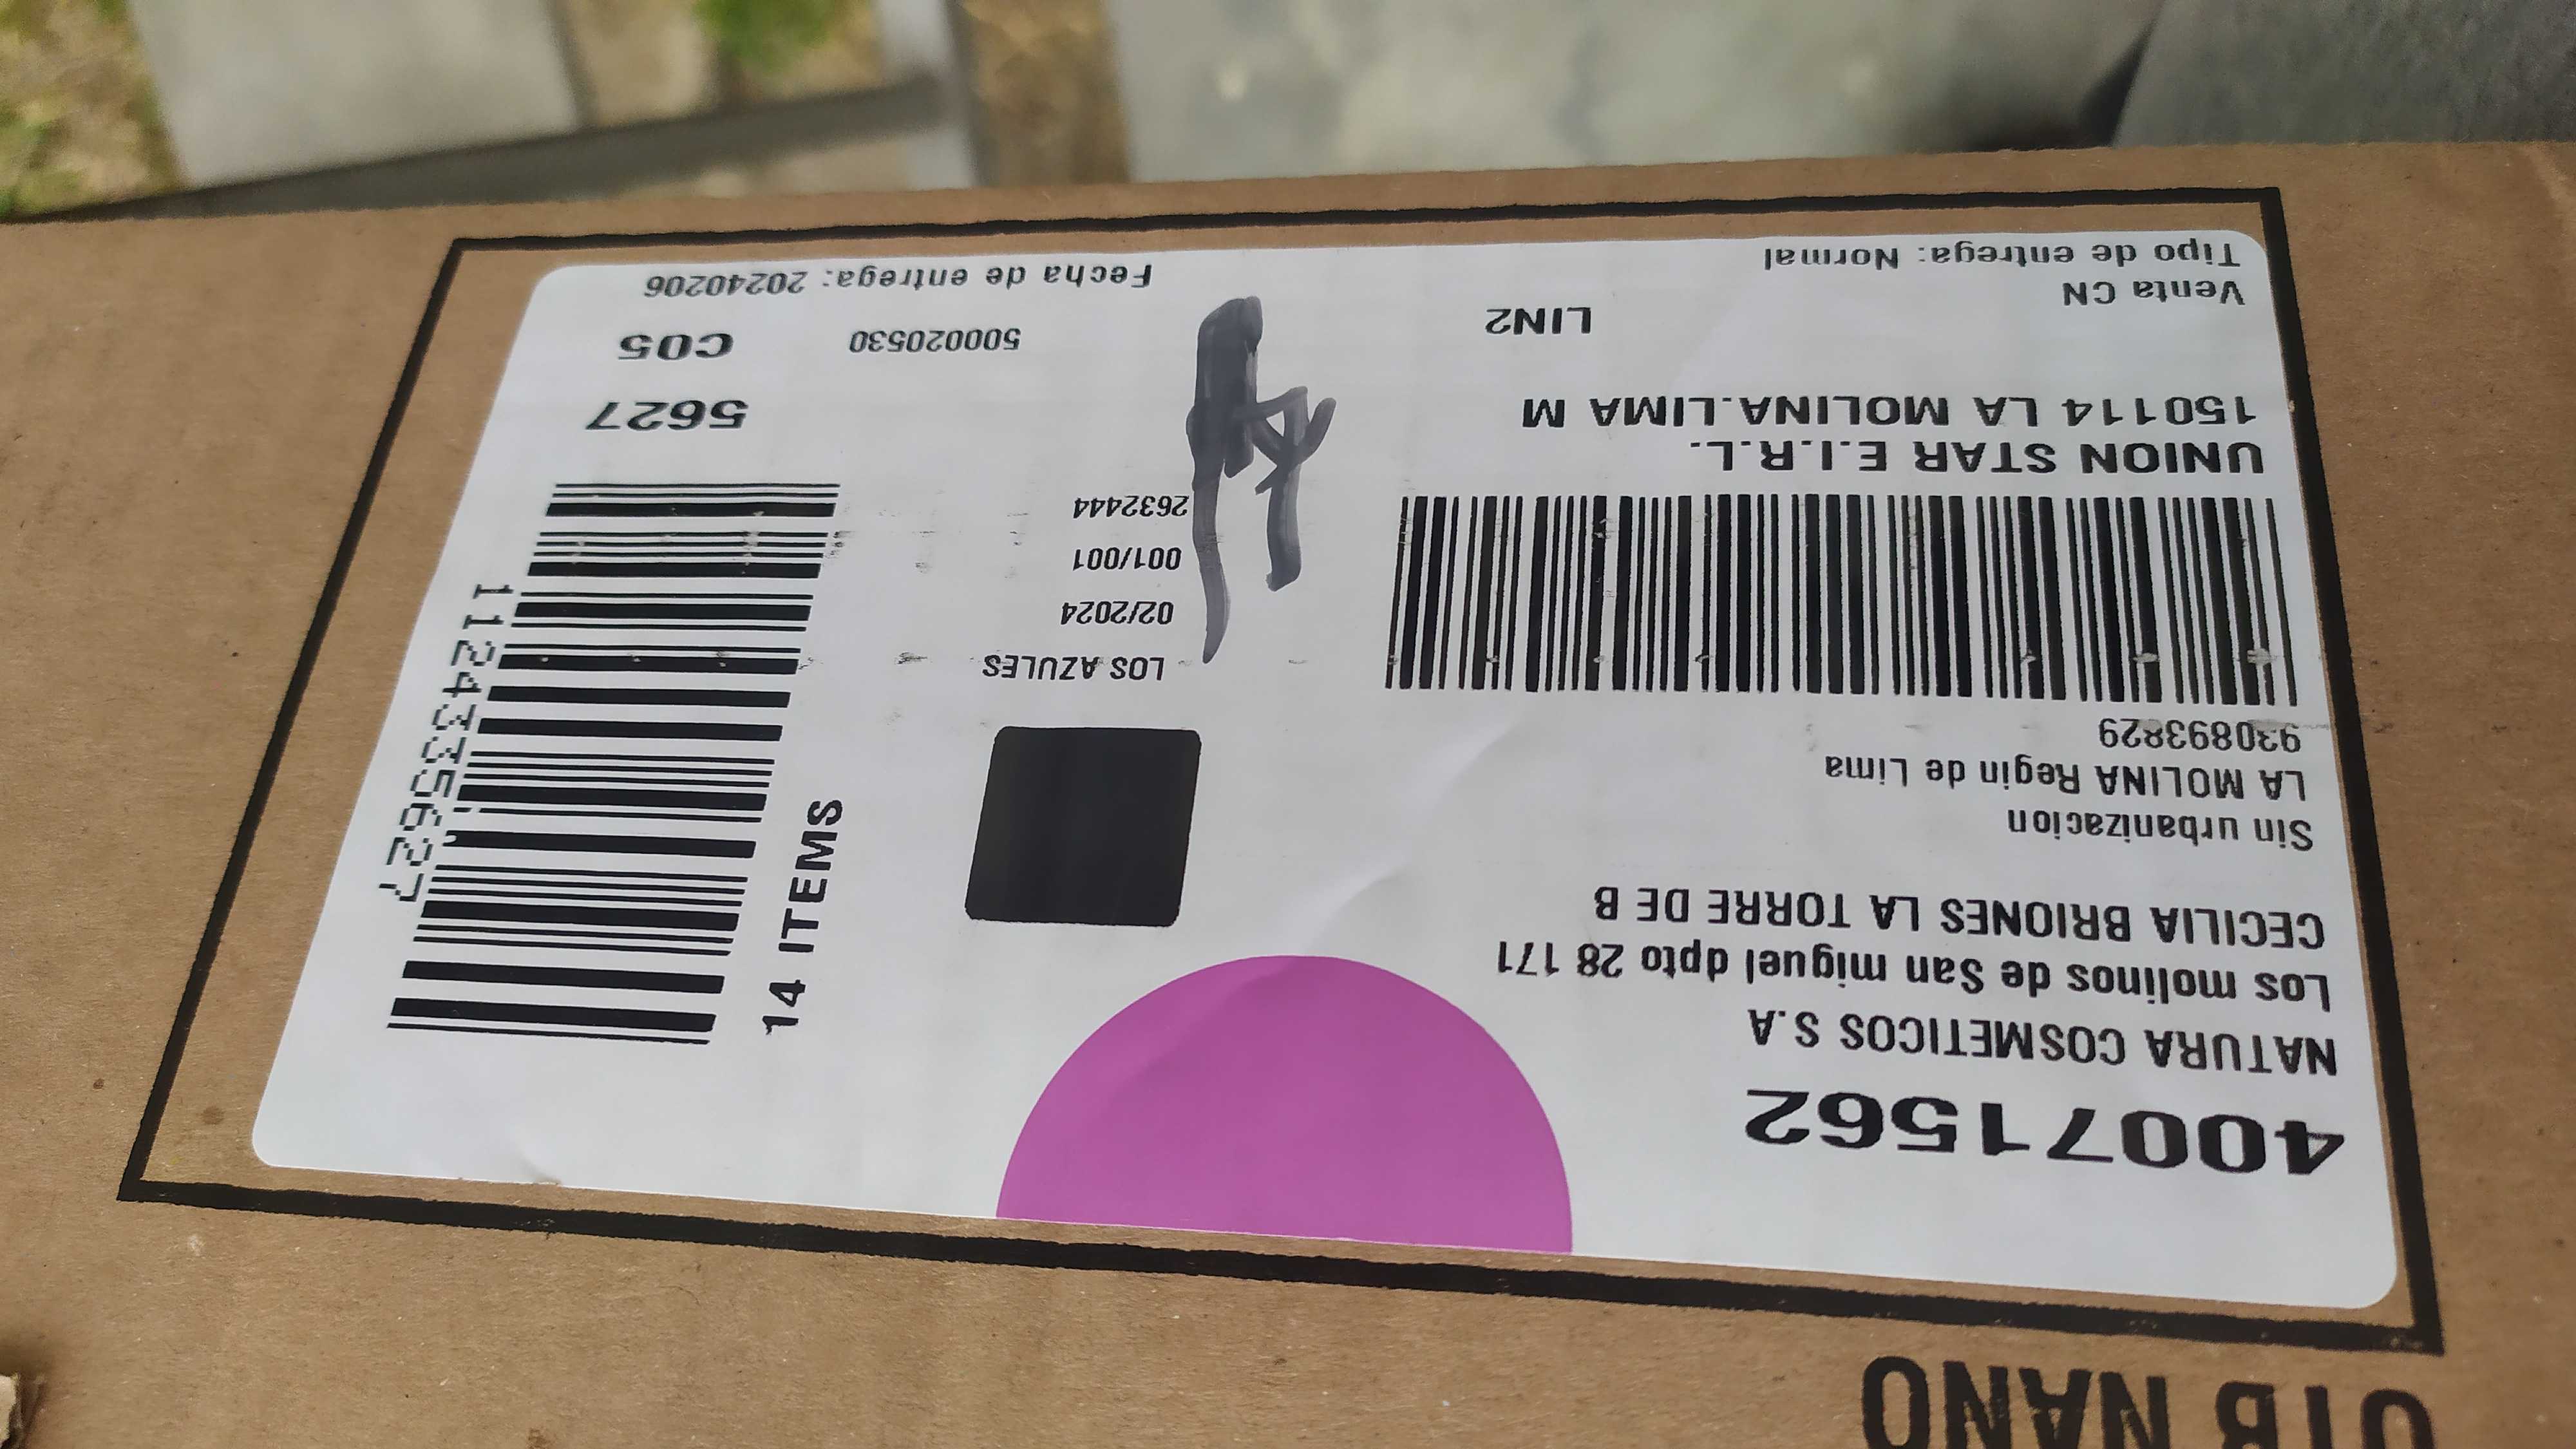 40071562
NATURA COSMETICOS S.A
Los molinos de San miguel dpto 28 171
CECILIA BRIONES LA TORRE DE B
Sin urbanizacion
LA MOLINA Regin de Lima
930893829
UNION STAR E.I.R.L.
150114 LA MOLINA.LIMA M
LIN2
Venta CN
Tipo de entrega: Normal
LOS AZULES
02/2024
001/001
2632444
14 ITEMS
1124335627
5627
500020530
C05
Fecha de entrega: 20240206
NANO